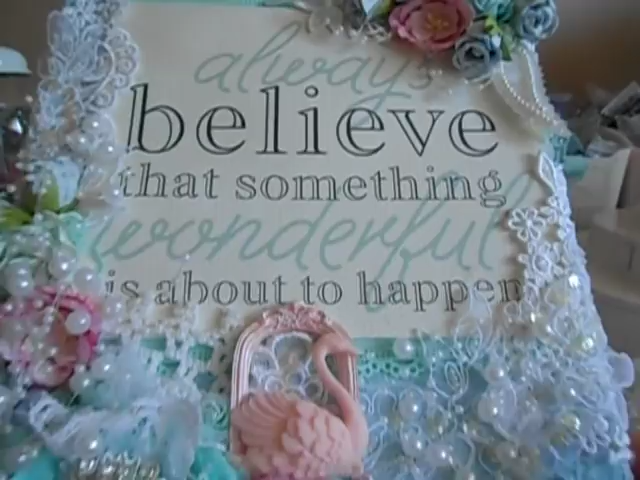 always
believe
that something
wonderful
is about to happen